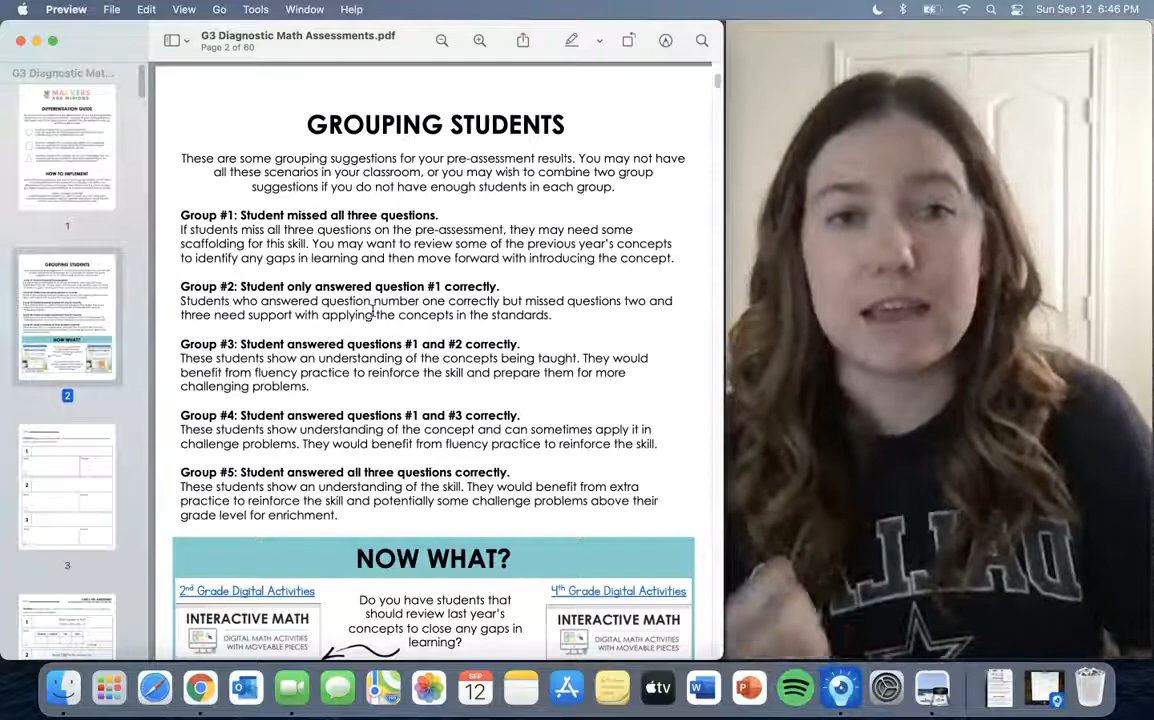 Preview File Edit View Go Tools Window Help Sun Sep 12 6:46 PM
G3 Diagnostic Math Assessments.pdf
Page 2 of 60
G3 Diagnostic Mat...
DIFFERENTIATION GUIDE
HOW TO IMPLEMENT
1
GROUPING STUDENTS
NOW WHAT?
2
3
GROUPING STUDENTS
These are some grouping suggestions for your pre-assessment results. You may not have
all these scenarios in your classroom, or you may wish to combine two group
suggestions if you do not have enough students in each group.
Group #1: Student missed all three questions.
If students miss all three questions on the pre-assessment, they may need some
scaffolding for this skill. You may want to review some of the previous year's concepts
to identify any gaps in learning and then move forward with introducing the concept.
Group #2: Student only answered question #1 correctly.
Students who answered question number one correctly but missed questions two and
three need support with applying the concepts in the standards.
Group #3: Student answered questions #1 and #2 correctly.
These students show an understanding of the concepts being taught. They would
benefit from fluency practice to reinforce the skill and prepare them for more
challenging problems.
Group #4: Student answered questions #1 and #3 correctly.
These students show understanding of the concept and can sometimes apply it in
challenge problems. They would benefit from fluency practice to reinforce the skill.
Group #5: Student answered all three questions correctly.
These students show an understanding of the skill. They would benefit from extra
practice to reinforce the skill and potentially some challenge problems above their
grade level for enrichment.
NOW WHAT?
2nd Grade Digital Activities
INTERACTIVE MATH
DIGITAL MATH ACTIVITIES
WITH MOVEABLE PIECES
Do you have students that
should review last year's
concepts to close any gaps in
learning?
4th Grade Digital Activities
INTERACTIVE MATH
DIGITAL MATH ACTIVITIES
WITH MOVEABLE PIECES
DALL
SEP
12
tv
W
P